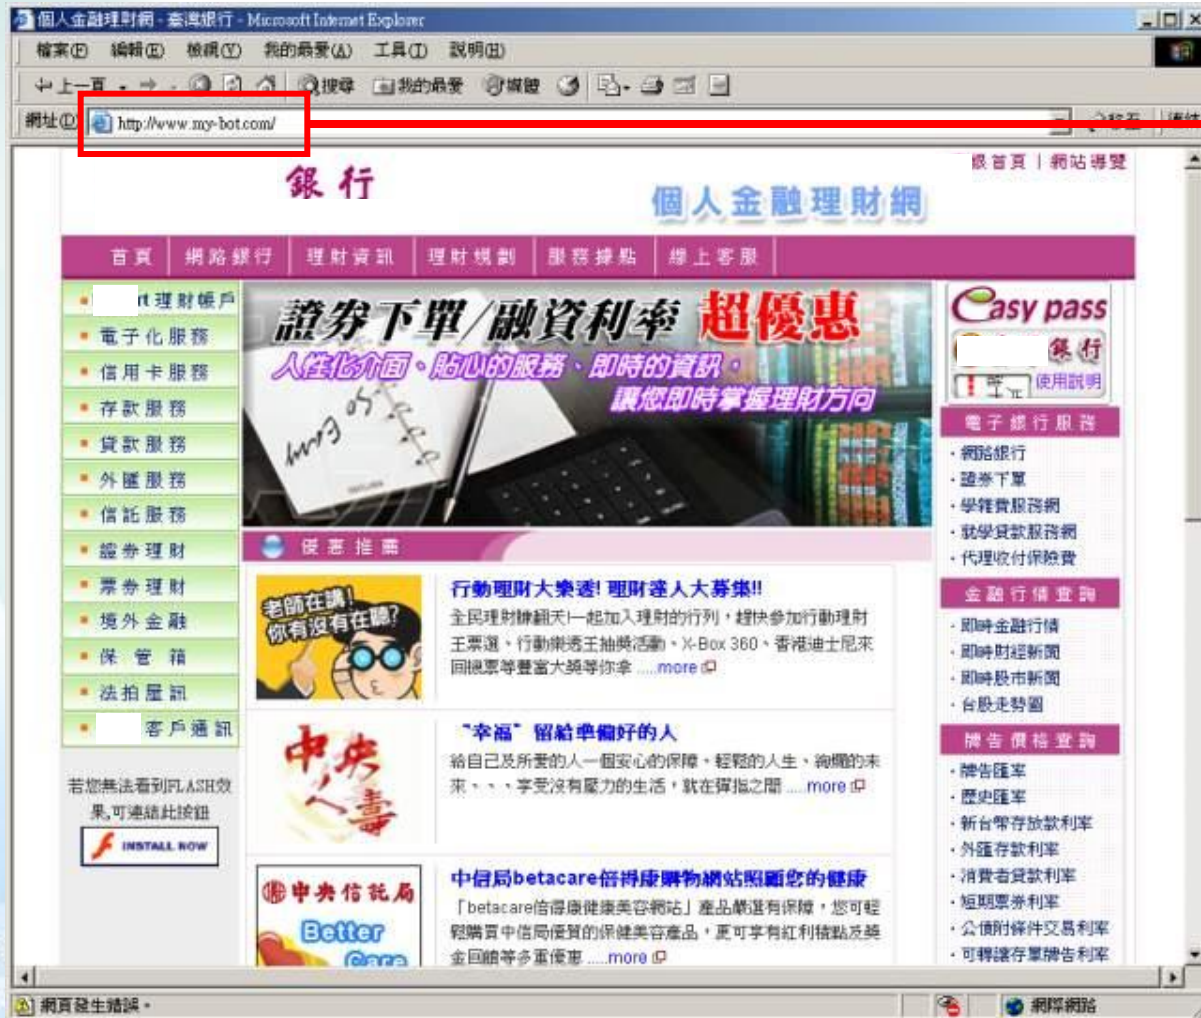 個人金融理財網 - 臺灣銀行 - Microsoft Internet Explorer
檔案(F) 編輯(E) 檢視(V) 我的最愛(A) 工具(T) 說明(H)
上一頁 搜尋 我的最愛 媒體
網址(D) http://www.my-bot.com/ 移至 連結
銀首頁 | 網站導覽
銀行
個人金融理財網
首頁 網路銀行 理財資訊 理財規劃 服務據點 線上客服
rt 理財帳戶
電子化服務
信用卡服務
存款服務
貸款服務
外匯服務
信託服務
證券理財
票券理財
境外金融
保管箱
法拍屋訊
客戶通訊
若您無法看到FLASH效
果,可連結此按鈕
INSTALL NOW
證券下單/融資利率 超優惠
人性化介面、貼心的服務、即時的資訊,
讓您即時掌握理財方向
So Easy
優惠推薦
老師在講!
你有沒有在聽?
行動理財大樂透! 理財達人大募集!!
全民理財賺翻天!一起加入理財的行列,趕快參加行動理財
王票選、行動樂透王抽獎活動、X-Box 360、香港迪士尼來
回機票等豐富大獎等你拿 .....more
中央人壽
〝幸福〞留給準備好的人
給自己及所愛的人一個安心的保障、輕鬆的人生、絢爛的未
來、、、享受沒有壓力的生活,就在彈指之間 .....more
中央信託局
Better
Care
中信局betacare倍得康購物網站照顧您的健康
「betacare倍得康健康美容網站」產品嚴選有保障,您可輕
鬆購買中信局優質的保健美容產品,更可享有紅利積點及獎
金回饋等多重優惠 .....more
Easy pass
銀行
使用說明
電子銀行服務
・網路銀行
・證券下單
・學雜費服務網
・就學貸款服務網
・代理收付保險費
金融行情查詢
・即時金融行情
・即時財經新聞
・即時股市新聞
・台股走勢圖
牌告價格查詢
・牌告匯率
・歷史匯率
・新台幣存放款利率
・外匯存款利率
・消費者貸款利率
・短期票券利率
・公債附條件交易利率
・可轉讓存單牌告利率
網頁發生錯誤。
網際網路